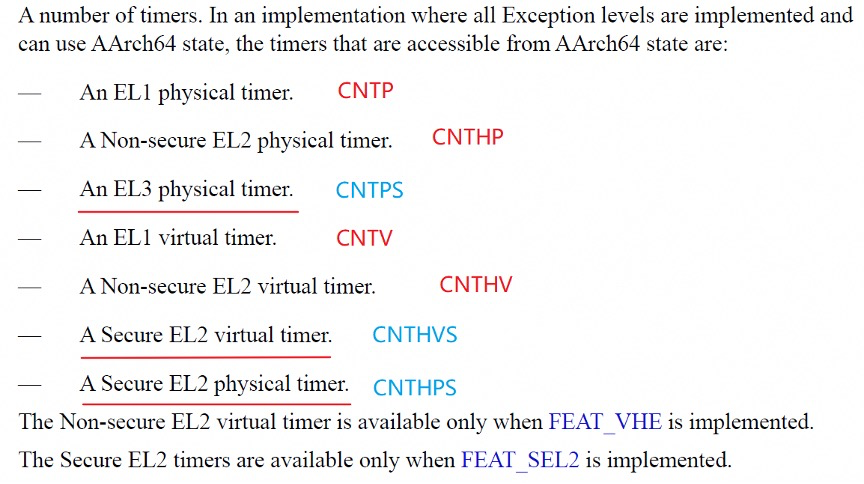 A number of timers. In an implementation where all Exception levels are implemented and
can use AArch64 state, the timers that are accessible from AArch64 state are:
— An EL1 physical timer. CNTP
— A Non-secure EL2 physical timer. CNTHP
— An EL3 physical timer. CNTPS
— An EL1 virtual timer. CNTV
— A Non-secure EL2 virtual timer. CNTHV
— A Secure EL2 virtual timer. CNTHVS
— A Secure EL2 physical timer. CNTHPS
The Non-secure EL2 virtual timer is available only when FEAT_VHE is implemented.
The Secure EL2 timers are available only when FEAT_SEL2 is implemented.